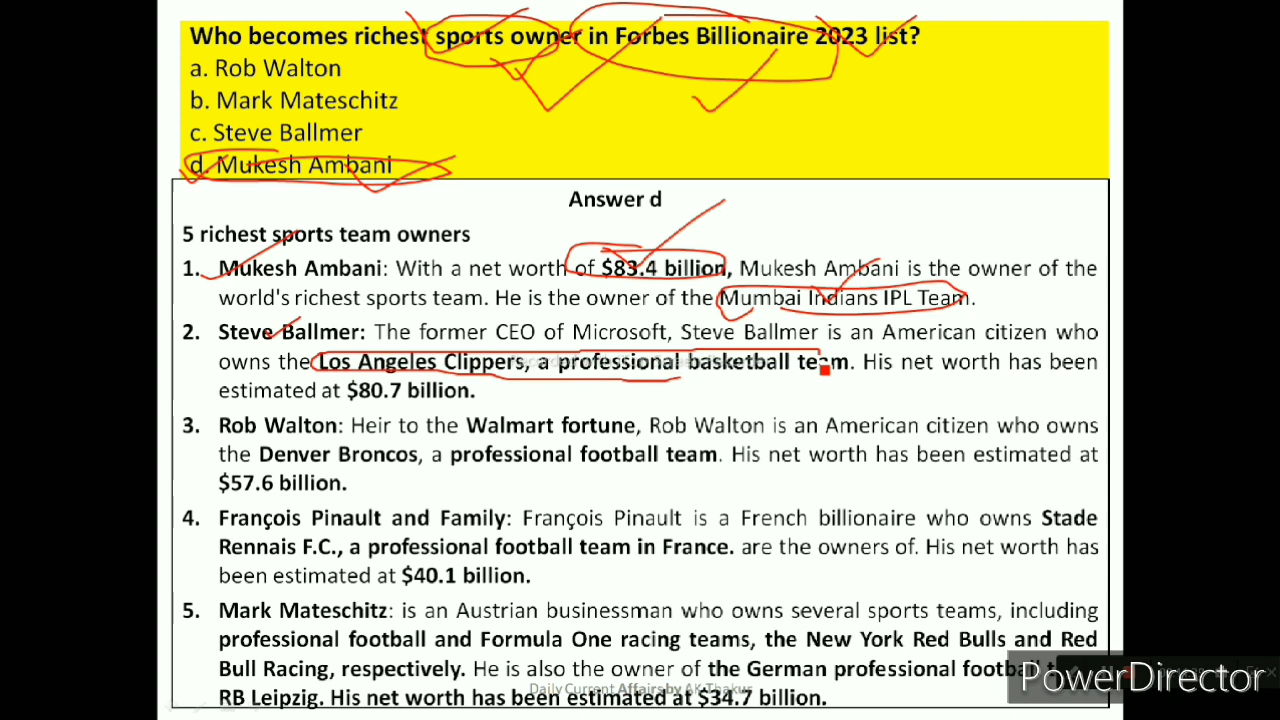 Who becomes richest sports owner in Forbes Billionaire 2023 list?
a. Rob Walton
b. Mark Mateschitz
c. Steve Ballmer
d. Mukesh Ambani
Answer d
5 richest sports team owners
1. Mukesh Ambani: With a net worth of $83.4 billion, Mukesh Ambani is the owner of the
world's richest sports team. He is the owner of the Mumbai Indians IPL Team.
2. Steve Ballmer: The former CEO of Microsoft, Steve Ballmer is an American citizen who
owns the Los Angeles Clippers, a professional basketball team. His net worth has been
estimated at $80.7 billion.
3. Rob Walton: Heir to the Walmart fortune, Rob Walton is an American citizen who owns
the Denver Broncos, a professional football team. His net worth has been estimated at
$57.6 billion.
4. François Pinault and Family: François Pinault is a French billionaire who owns Stade
Rennais F.C., a professional football team in France. are the owners of. His net worth has
been estimated at $40.1 billion.
5. Mark Mateschitz: is an Austrian businessman who owns several sports teams, including
professional football and Formula One racing teams, the New York Red Bulls and Red
Bull Racing, respectively. He is also the owner of the German professional football
RB Leipzig. His net worth has been estimated at $34.7 billion.
Daily Current Affairs by AK Thakur
PowerDirector